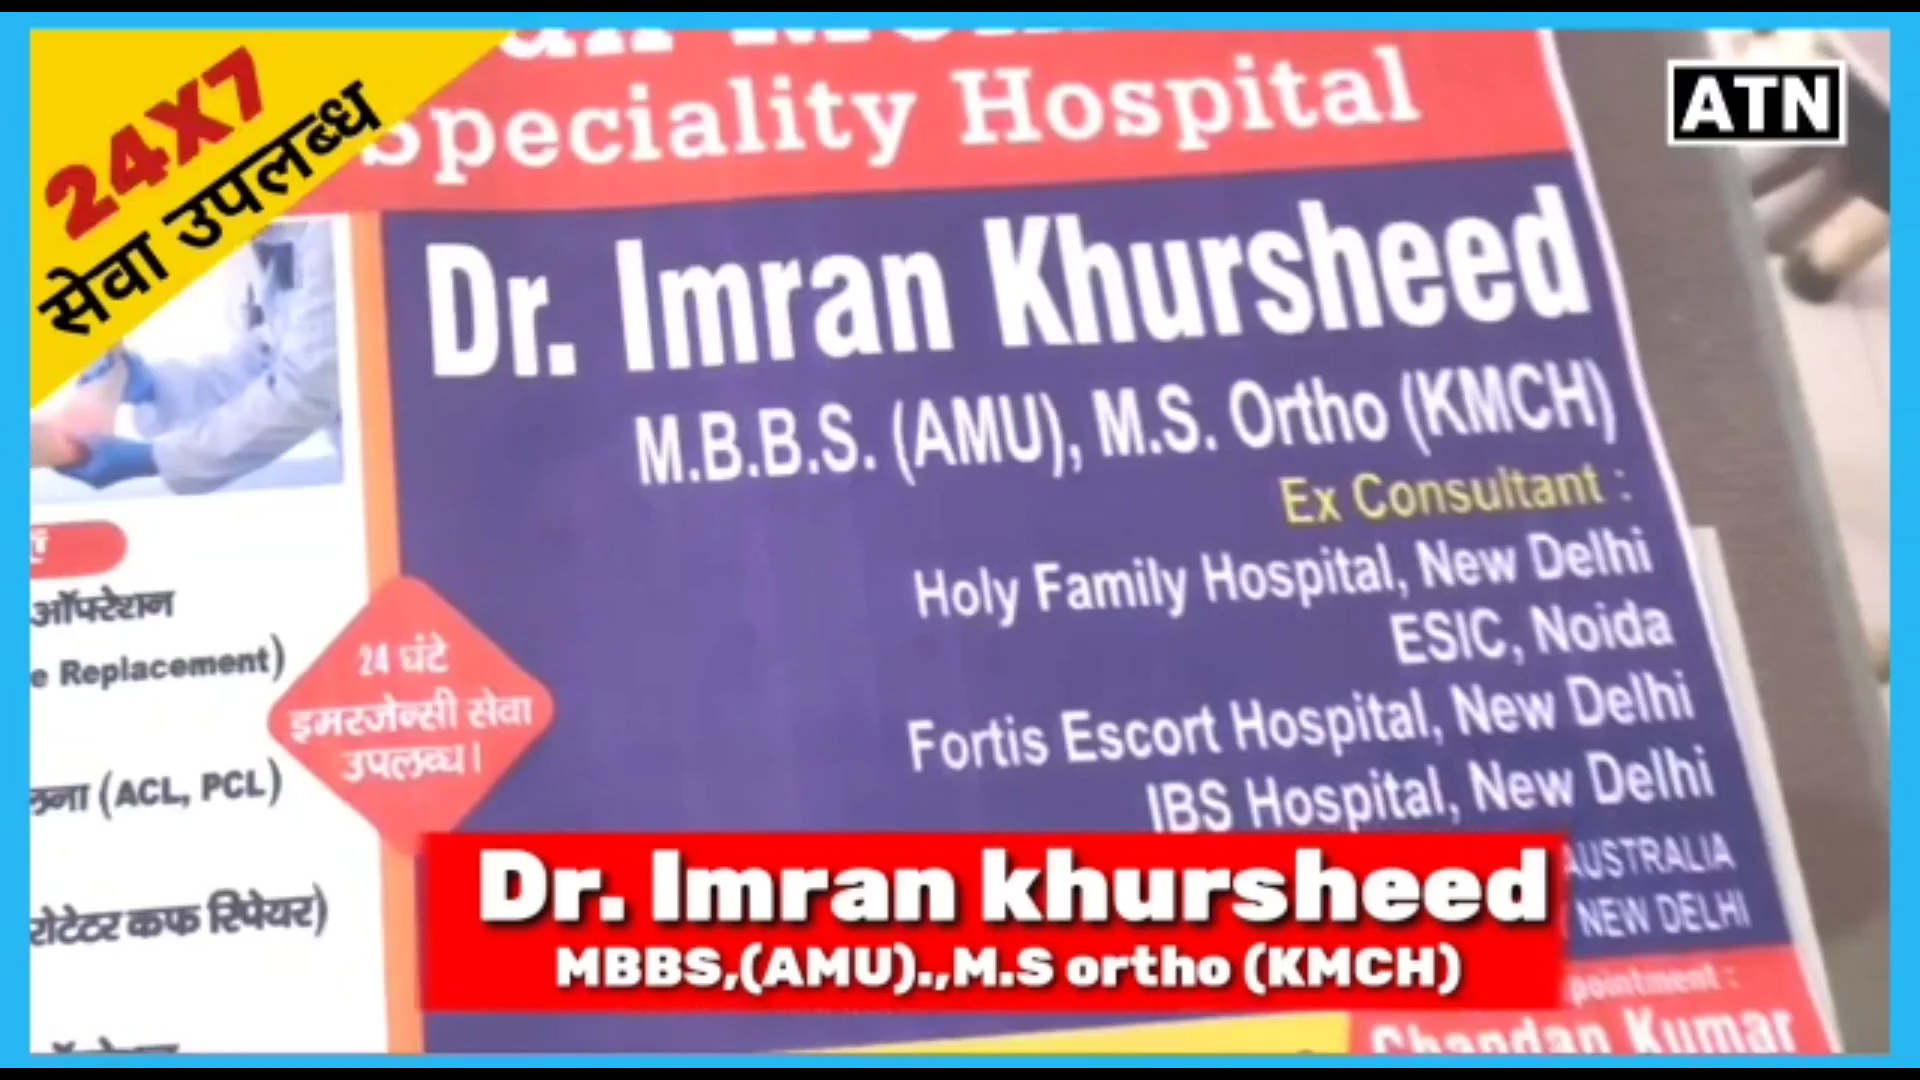 24X7
सेवा उपलब्ध
ATN
Speciality Hospital
Dr. Imran Khursheed
M.B.B.S. (AMU), M.S. Ortho (KMCH)
Ex Consultant :
Holy Family Hospital, New Delhi
ESIC, Noida
Fortis Escort Hospital, New Delhi
IBS Hospital, New Delhi
AUSTRALIA
NEW DELHI
ऑपरेशन
Replacement)
(ACL, PCL)
रोटेटर कफ रिपेयर)
24 घंटे
इमरजेन्सी सेवा
उपलब्ध।
Dr. Imran khursheed
MBBS,(AMU).,M.S ortho (KMCH)
Chandan Kumar